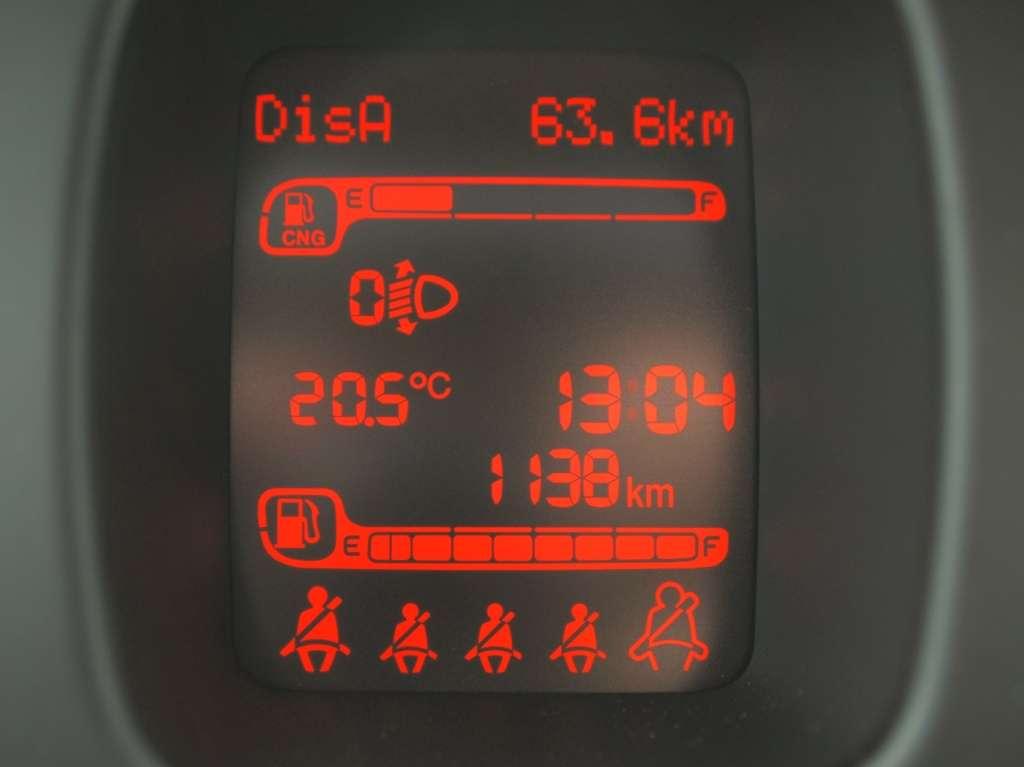 DisA 63.6km
E F
CNG
0
20.5°C 13:04
1138km
E F